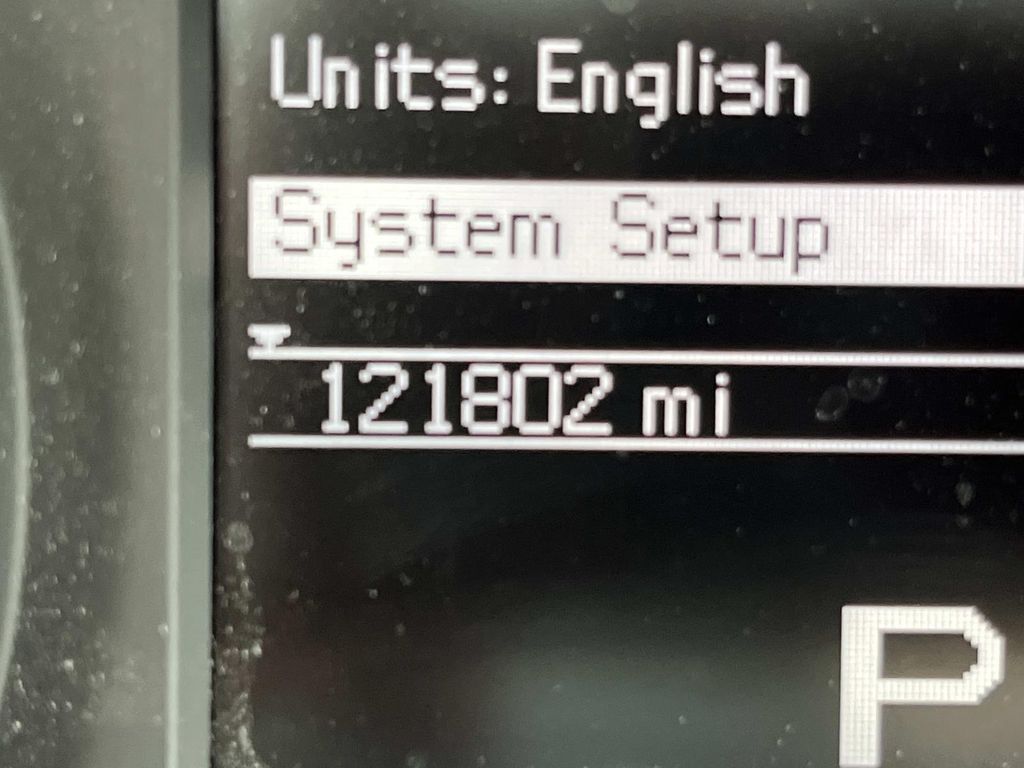 Units: English
System Setup
121802 mi
P